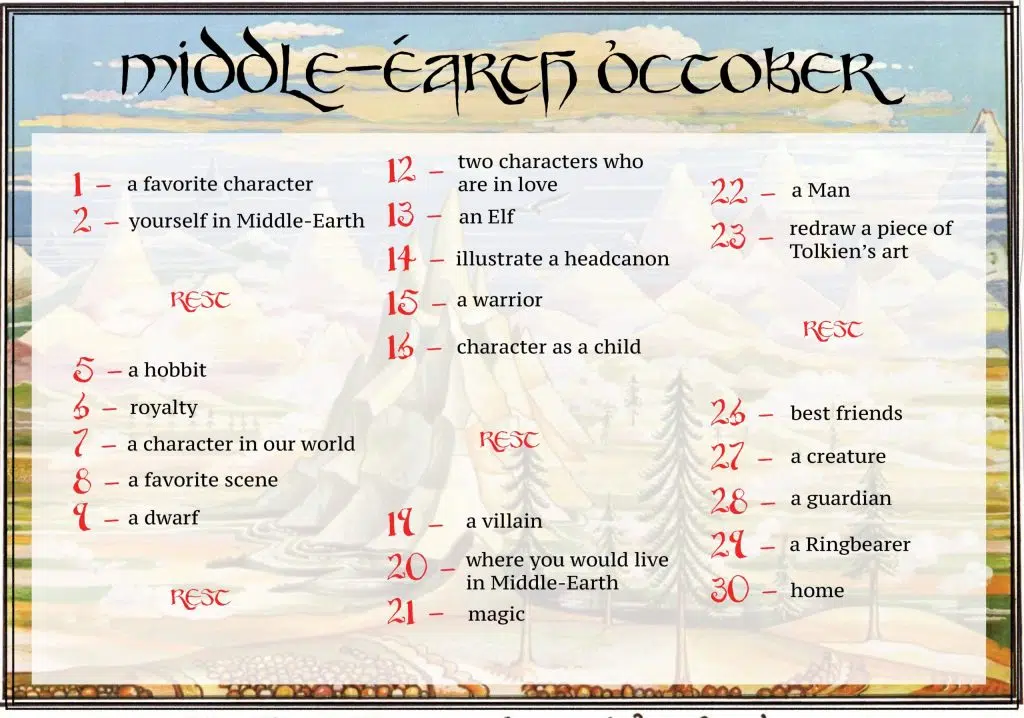 MIDDLE-ÉARTH OCTOBER
1 – a favorite character
2 – yourself in Middle-Earth
REST
5 – a hobbit
6 – royalty
7 – a character in our world
8 – a favorite scene
9 – a dwarf
REST
12 – two characters who
are in love
13 – an Elf
14 – illustrate a headcanon
15 – a warrior
16 – character as a child
REST
19 – a villain
20 – where you would live
in Middle-Earth
21 – magic
22 – a Man
23 – redraw a piece of
Tolkien’s art
REST
26 – best friends
27 – a creature
28 – a guardian
29 – a Ringbearer
30 – home